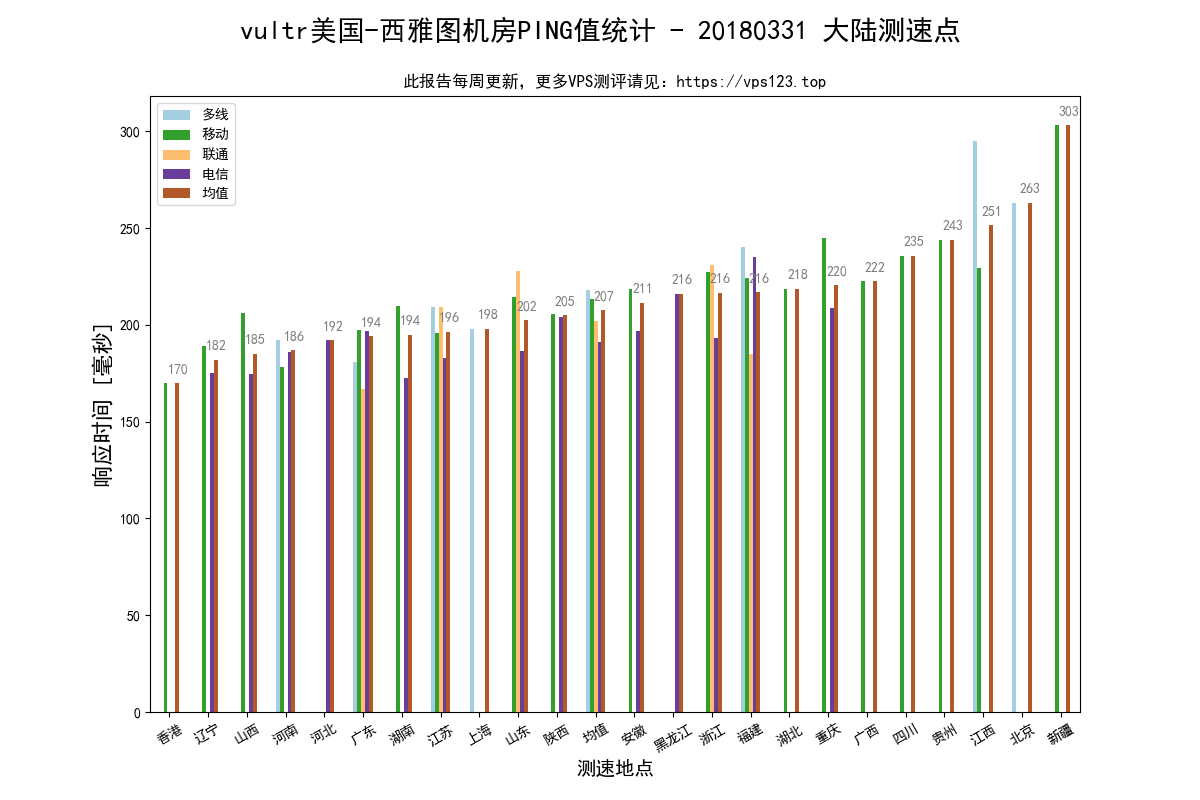 vultr美国-西雅图机房PING值统计 - 20180331 大陆测速点
此报告每周更新，更多VPS测评请见：https://vps123.top
多线
移动
联通
电信
均值
响应时间 [毫秒]
300
250
200
150
100
50
0
170
182
185
186
192
194
194
196
198
202
205
207
211
216
216
216
218
220
222
235
243
251
263
303
香港
辽宁
山西
河南
河北
广东
湖南
江苏
上海
山东
陕西
均值
安徽
黑龙江
浙江
福建
湖北
重庆
广西
四川
贵州
江西
北京
新疆
测速地点